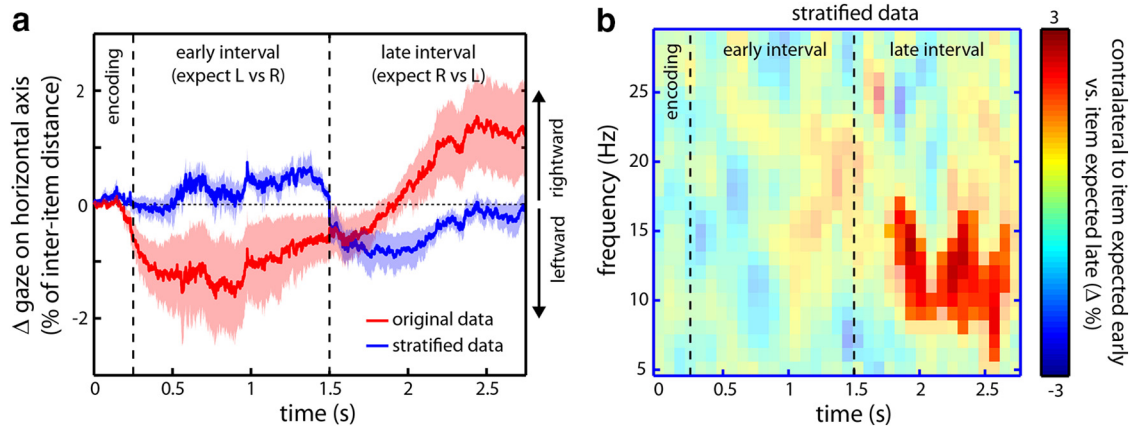 a
Δ gaze on horizontal axis
(% of inter-item distance)
2
0
-2
encoding
early interval
(expect L vs R)
late interval
(expect R vs L)
rightward
leftward
original data
stratified data
0
0.5
1
1.5
2
2.5
time (s)
b
stratified data
frequency (Hz)
25
20
15
10
5
encoding
early interval
late interval
0
0.5
1
1.5
2
2.5
time (s)
3
-3
contralateral to item expected early
vs. item expected late (Δ %)